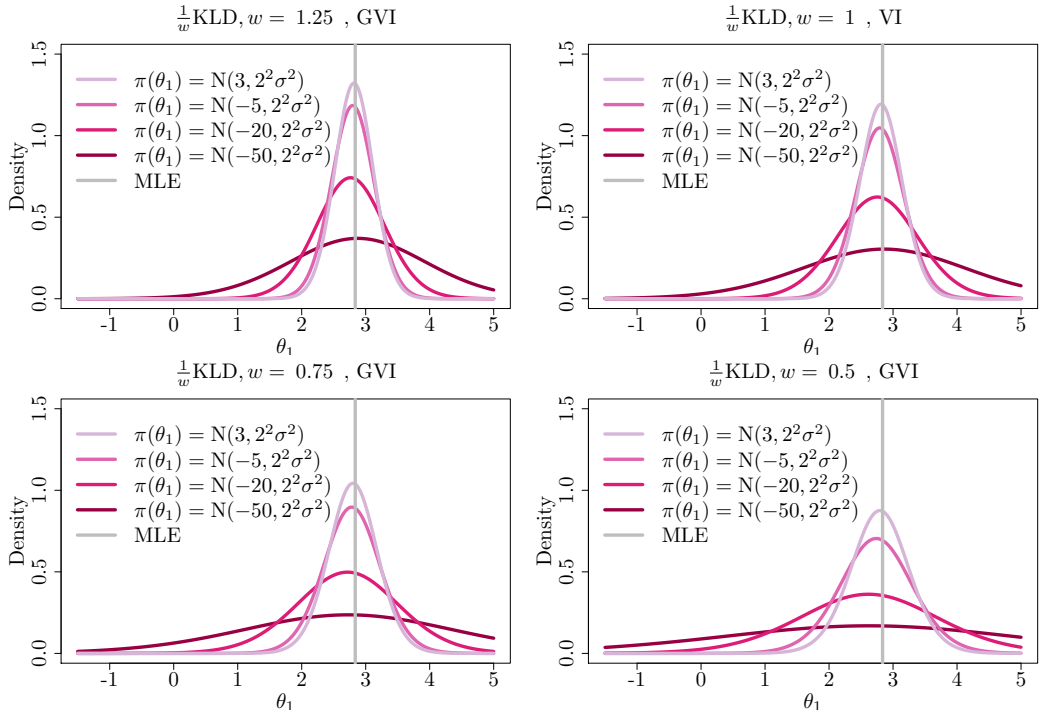 1/w KLD, w = 1.25 , GVI
1.5
1.0
0.5
0.0
Density
π(θ₁) = N(3, 2²σ²)
π(θ₁) = N(−5, 2²σ²)
π(θ₁) = N(−20, 2²σ²)
π(θ₁) = N(−50, 2²σ²)
MLE
-1 0 1 2 3 4 5
θ₁
1/w KLD, w = 1 , VI
1.5
1.0
0.5
0.0
Density
π(θ₁) = N(3, 2²σ²)
π(θ₁) = N(−5, 2²σ²)
π(θ₁) = N(−20, 2²σ²)
π(θ₁) = N(−50, 2²σ²)
MLE
-1 0 1 2 3 4 5
θ₁
1/w KLD, w = 0.75 , GVI
1.5
1.0
0.5
0.0
Density
π(θ₁) = N(3, 2²σ²)
π(θ₁) = N(−5, 2²σ²)
π(θ₁) = N(−20, 2²σ²)
π(θ₁) = N(−50, 2²σ²)
MLE
-1 0 1 2 3 4 5
θ₁
1/w KLD, w = 0.5 , GVI
1.5
1.0
0.5
0.0
Density
π(θ₁) = N(3, 2²σ²)
π(θ₁) = N(−5, 2²σ²)
π(θ₁) = N(−20, 2²σ²)
π(θ₁) = N(−50, 2²σ²)
MLE
-1 0 1 2 3 4 5
θ₁